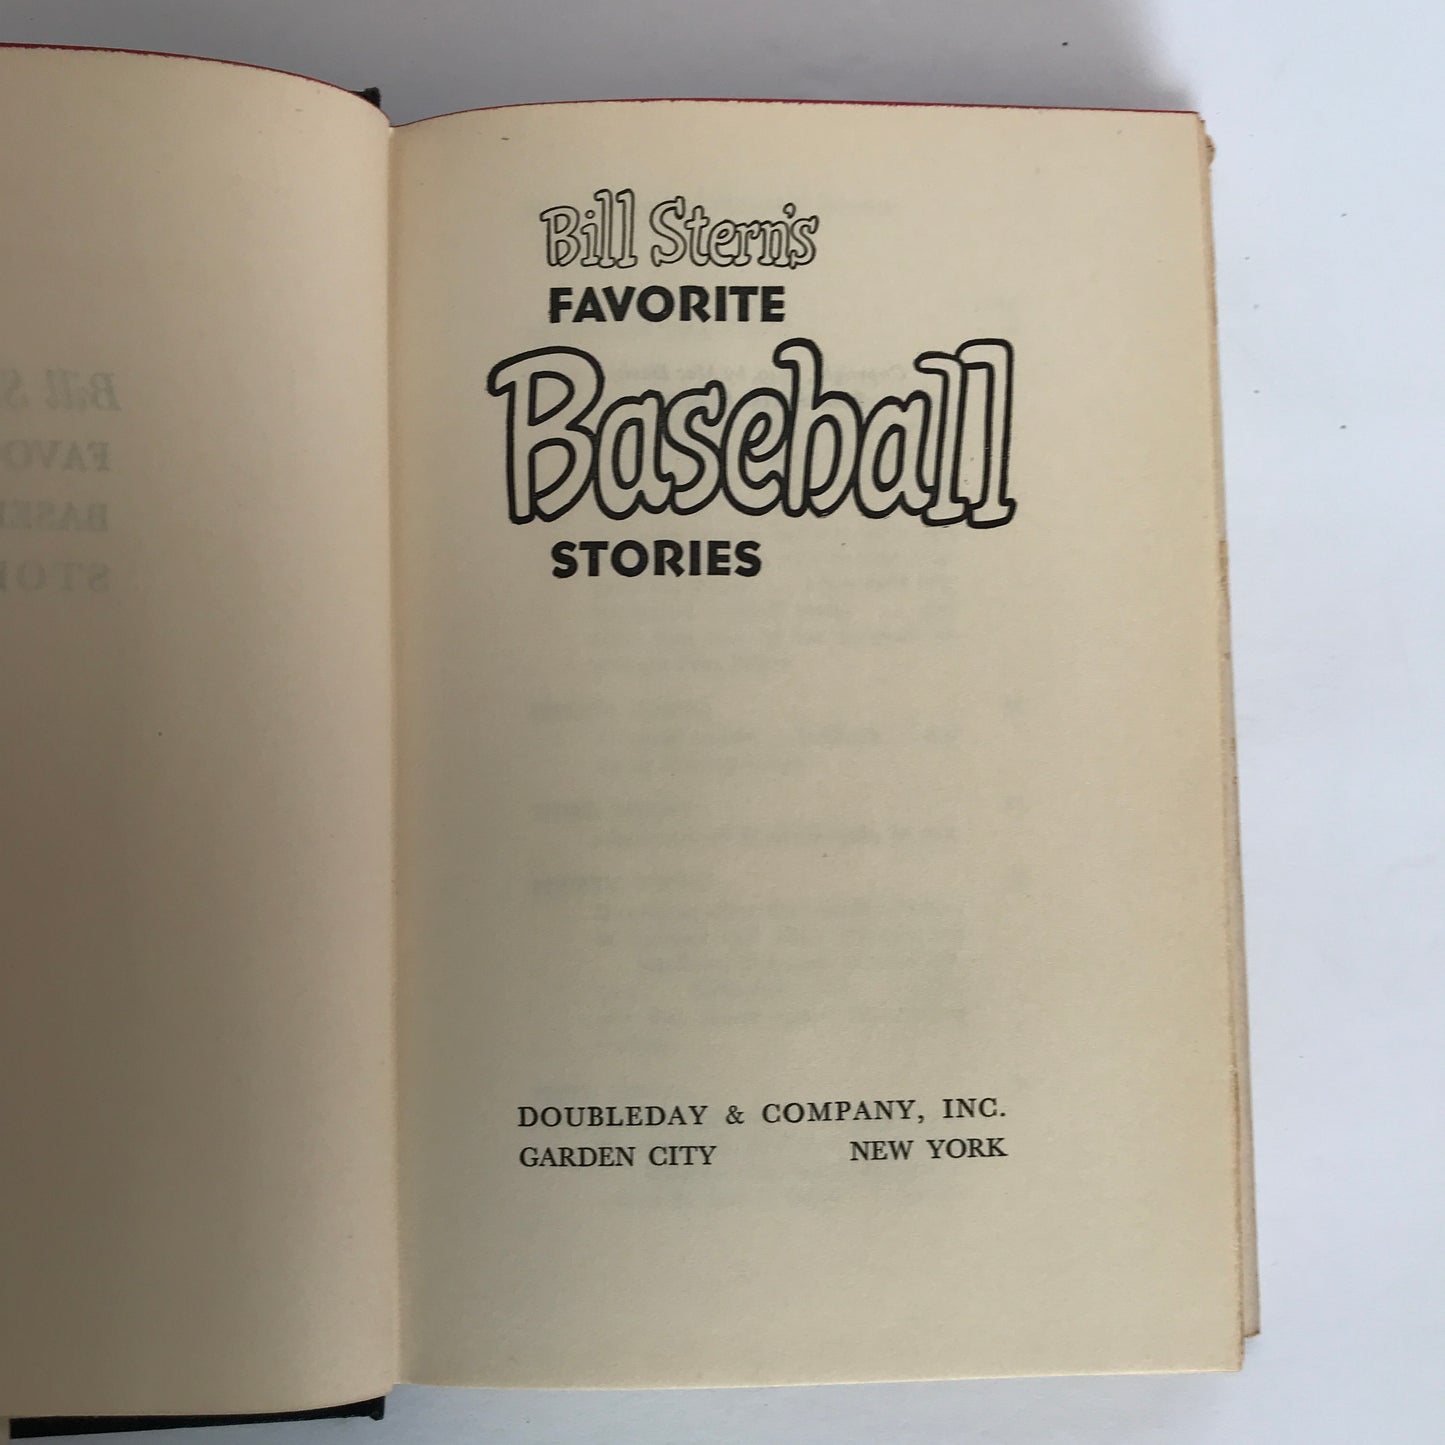 Bill Stern's
FAVORITE
Baseball
STORIES
DOUBLEDAY & COMPANY, INC.
GARDEN CITY NEW YORK